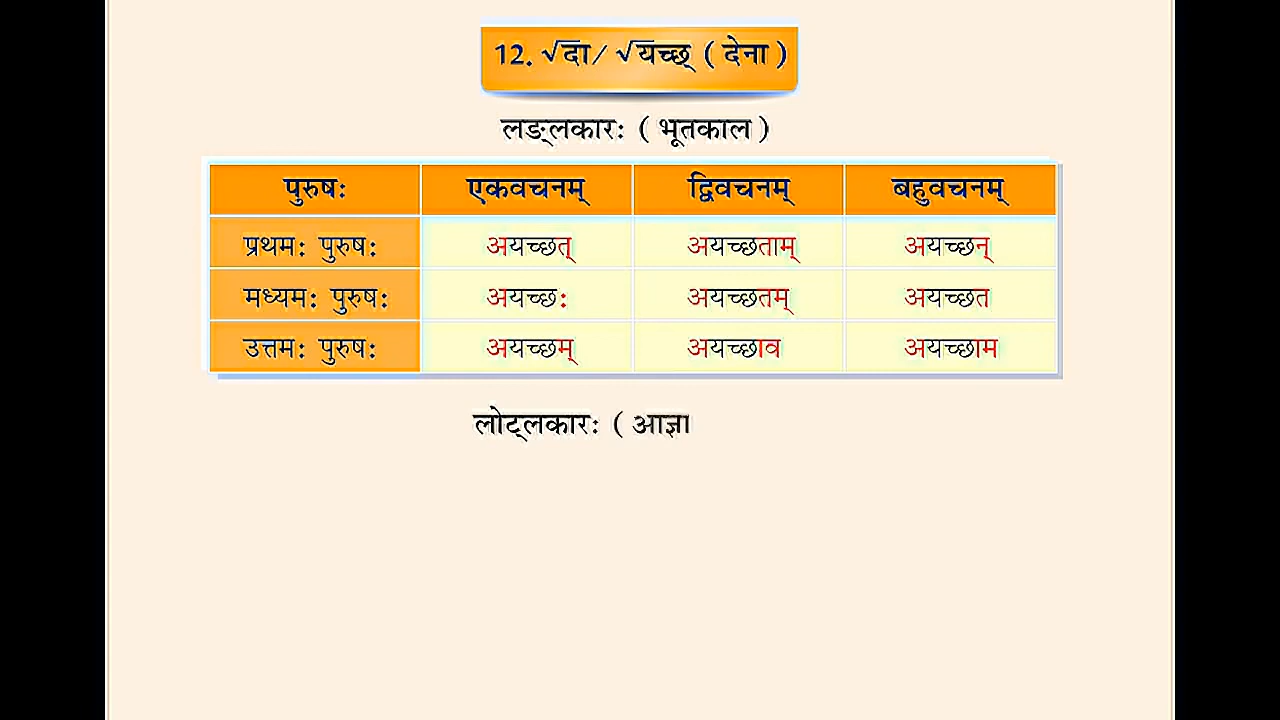 12. √दा/ √यच्छ् ( देना )
लङ्लकारः ( भूतकाल )
पुरुषः एकवचनम् द्विवचनम् बहुवचनम्
प्रथमः पुरुषः अयच्छत् अयच्छताम् अयच्छन्
मध्यमः पुरुषः अयच्छः अयच्छतम् अयच्छत
उत्तमः पुरुषः अयच्छम् अयच्छाव अयच्छाम
लोट्लकारः ( आज्ञा